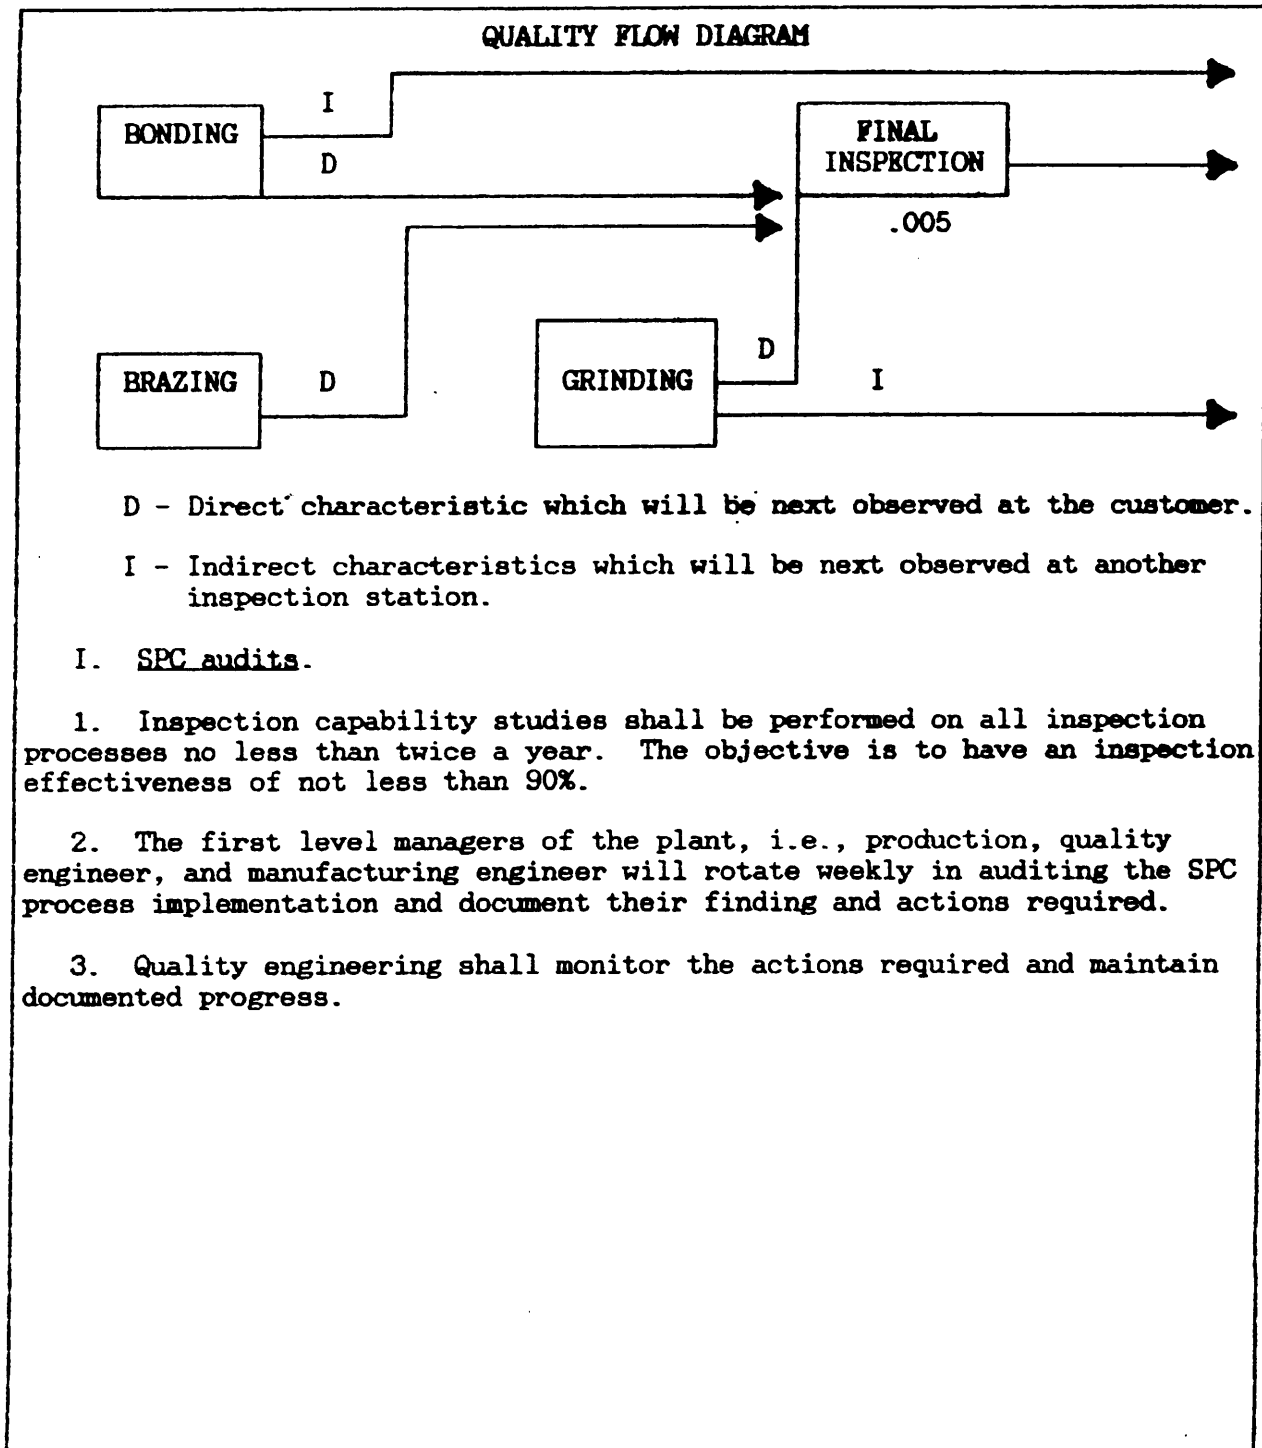 QUALITY FLOW DIAGRAM
I
BONDING
D
FINAL
INSPECTION
.005
D
BRAZING
D
GRINDING
I
D - Direct characteristic which will be next observed at the customer.
I - Indirect characteristics which will be next observed at another
inspection station.
I. SPC audits.
1. Inspection capability studies shall be performed on all inspection
processes no less than twice a year. The objective is to have an inspection
effectiveness of not less than 90%.
2. The first level managers of the plant, i.e., production, quality
engineer, and manufacturing engineer will rotate weekly in auditing the SPC
process implementation and document their finding and actions required.
3. Quality engineering shall monitor the actions required and maintain
documented progress.